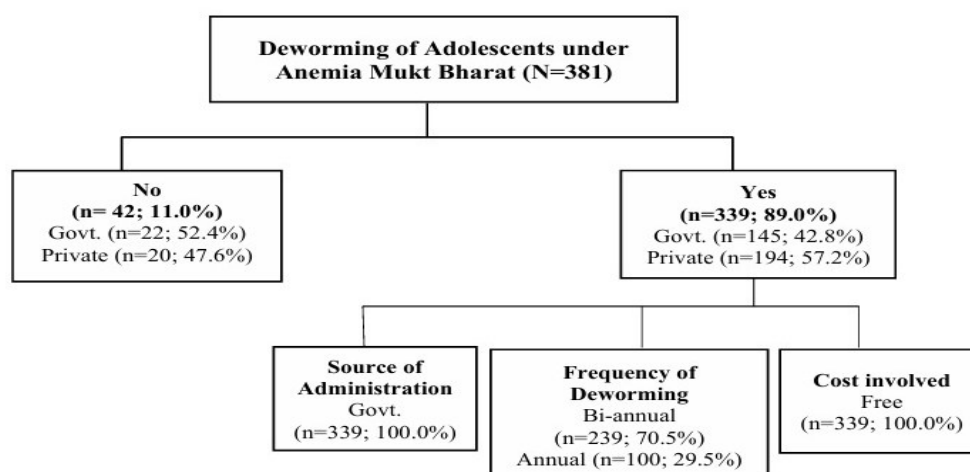 Deworming of Adolescents under
Anemia Mukt Bharat (N=381)
No
(n= 42; 11.0%)
Govt. (n=22; 52.4%)
Private (n=20; 47.6%)
Yes
(n=339; 89.0%)
Govt. (n=145; 42.8%)
Private (n=194; 57.2%)
Source of
Administration
Govt.
(n=339; 100.0%)
Frequency of
Deworming
Bi-annual
(n=239; 70.5%)
Annual (n=100; 29.5%)
Cost involved
Free
(n=339; 100.0%)